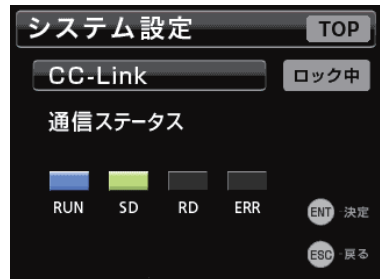 システム設定 TOP
CC-Link ロック中
通信ステータス
RUN SD RD ERR
ENT 決定
ESC 戻る